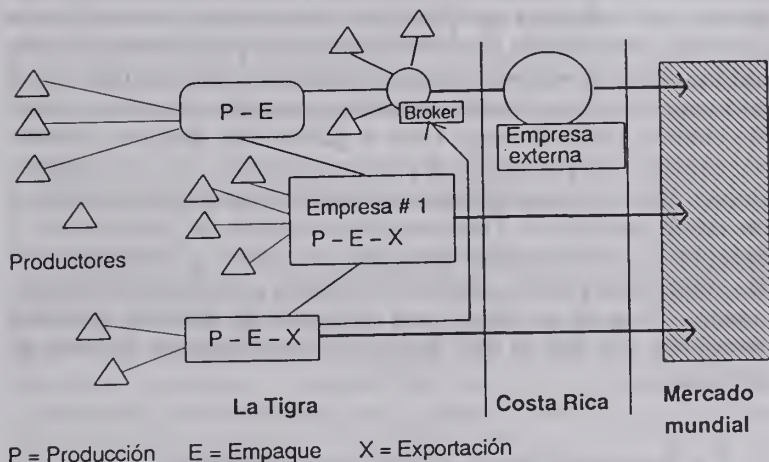 P – E
Broker
Empresa
externa
Empresa # 1
P – E – X
Productores
P – E – X
La Tigra
Costa Rica
Mercado
mundial
P = Producción E = Empaque X = Exportación